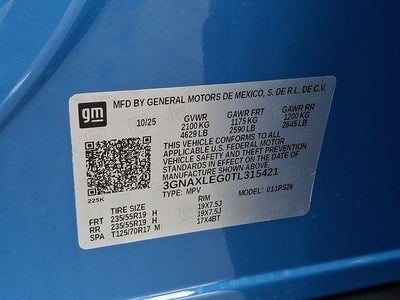 gm
MFD BY GENERAL MOTORS DE MEXICO, S. DE R.L. DE C.V.
10/25 GVWR GAWR FRT GAWR RR
2100 KG 1175 KG 1200 KG
4629 LB 2590 LB 2645 LB
THIS VEHICLE CONFORMS TO ALL
APPLICABLE U.S. FEDERAL MOTOR
VEHICLE SAFETY AND THEFT PREVENTION
STANDARDS IN EFFECT ON THE DATE OF
MANUFACTURE SHOWN ABOVE.
3GNAXLEG0TL315421
TYPE: MPV MODEL: 011PS26
225K
TIRE SIZE RIM
FRT 235/55R19 H 19X7.5J
RR 235/55R19 H 19X7.5J
SPA T125/70R17 M 17X4BT